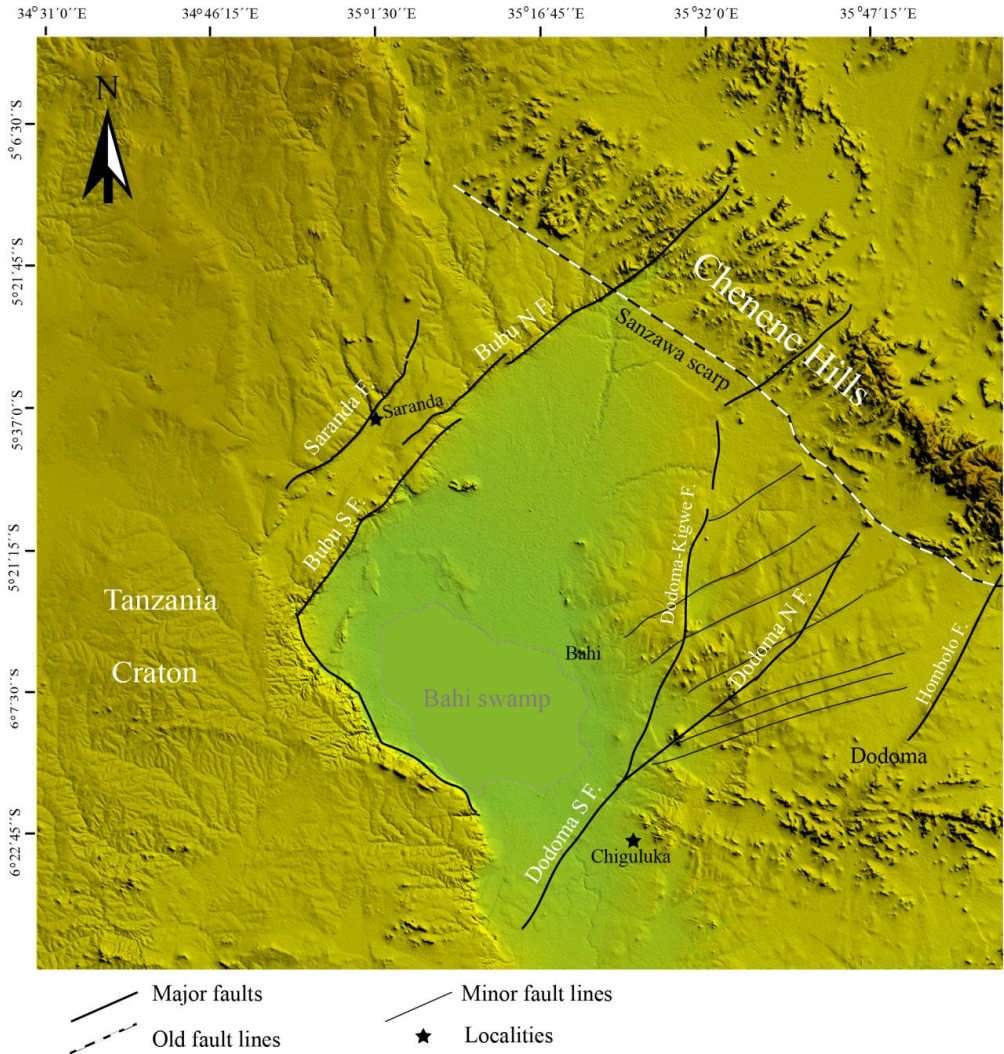 34°31′0′′E
34°46′15′′E
35°1′30′′E
35°16′45′′E
35°32′0′′E
35°47′15′′E
N
5°6′30′′S
5°21′45′′S
5°37′0′′S
5°21′15′′S
6°7′30′′S
6°22′45′′S
Chenene Hills
Sanzawa scarp
Bubu N F.
Saranda F.
Saranda
Bubu S F.
Dodoma-Kigwe F.
Tanzania
Craton
Bahi
Bahi swamp
Dodoma N F.
Hombolo F.
Dodoma
Dodoma S F.
Chiguluka
Major faults
Minor fault lines
Old fault lines
Localities